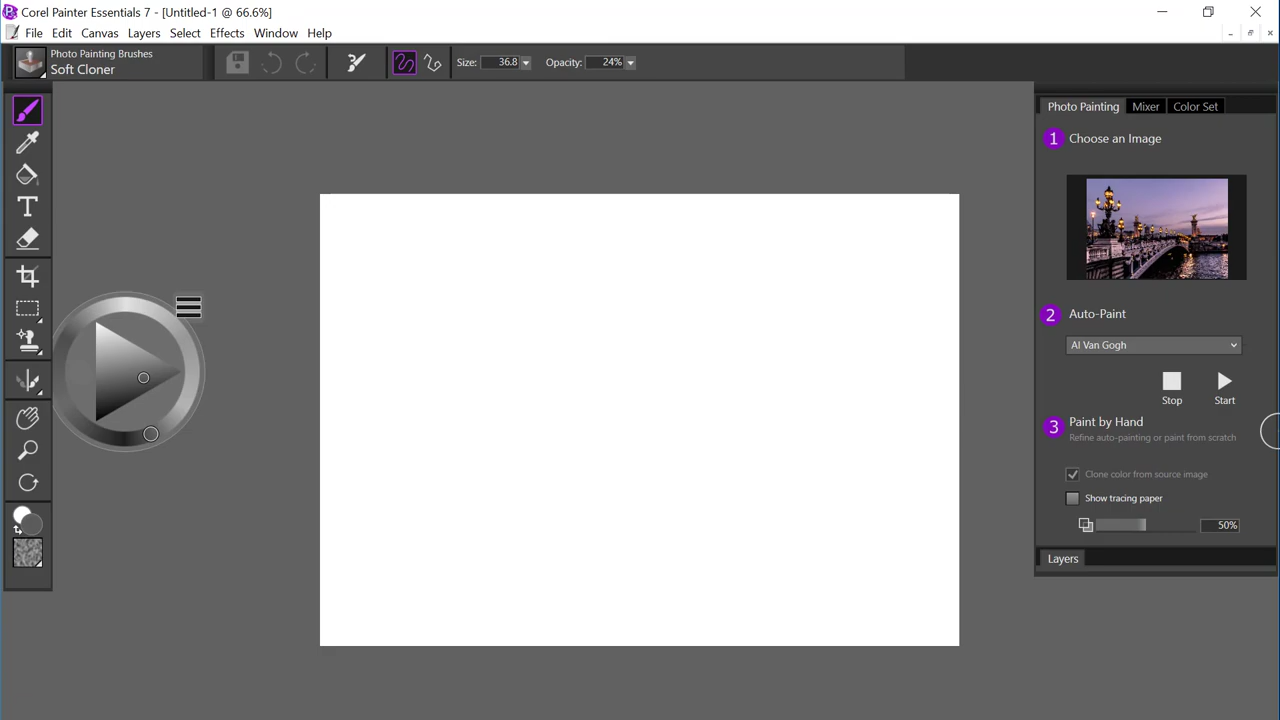 Corel Painter Essentials 7 - [Untitled-1 @ 66.6%]
File Edit Canvas Layers Select Effects Window Help
Photo Painting Brushes
Soft Cloner
Size: 36.8 Opacity: 24%
Photo Painting Mixer Color Set
1 Choose an Image
2 Auto-Paint
AI Van Gogh
Stop Start
3 Paint by Hand
Refine auto-painting or paint from scratch
Clone color from source image
Show tracing paper
50%
Layers
T